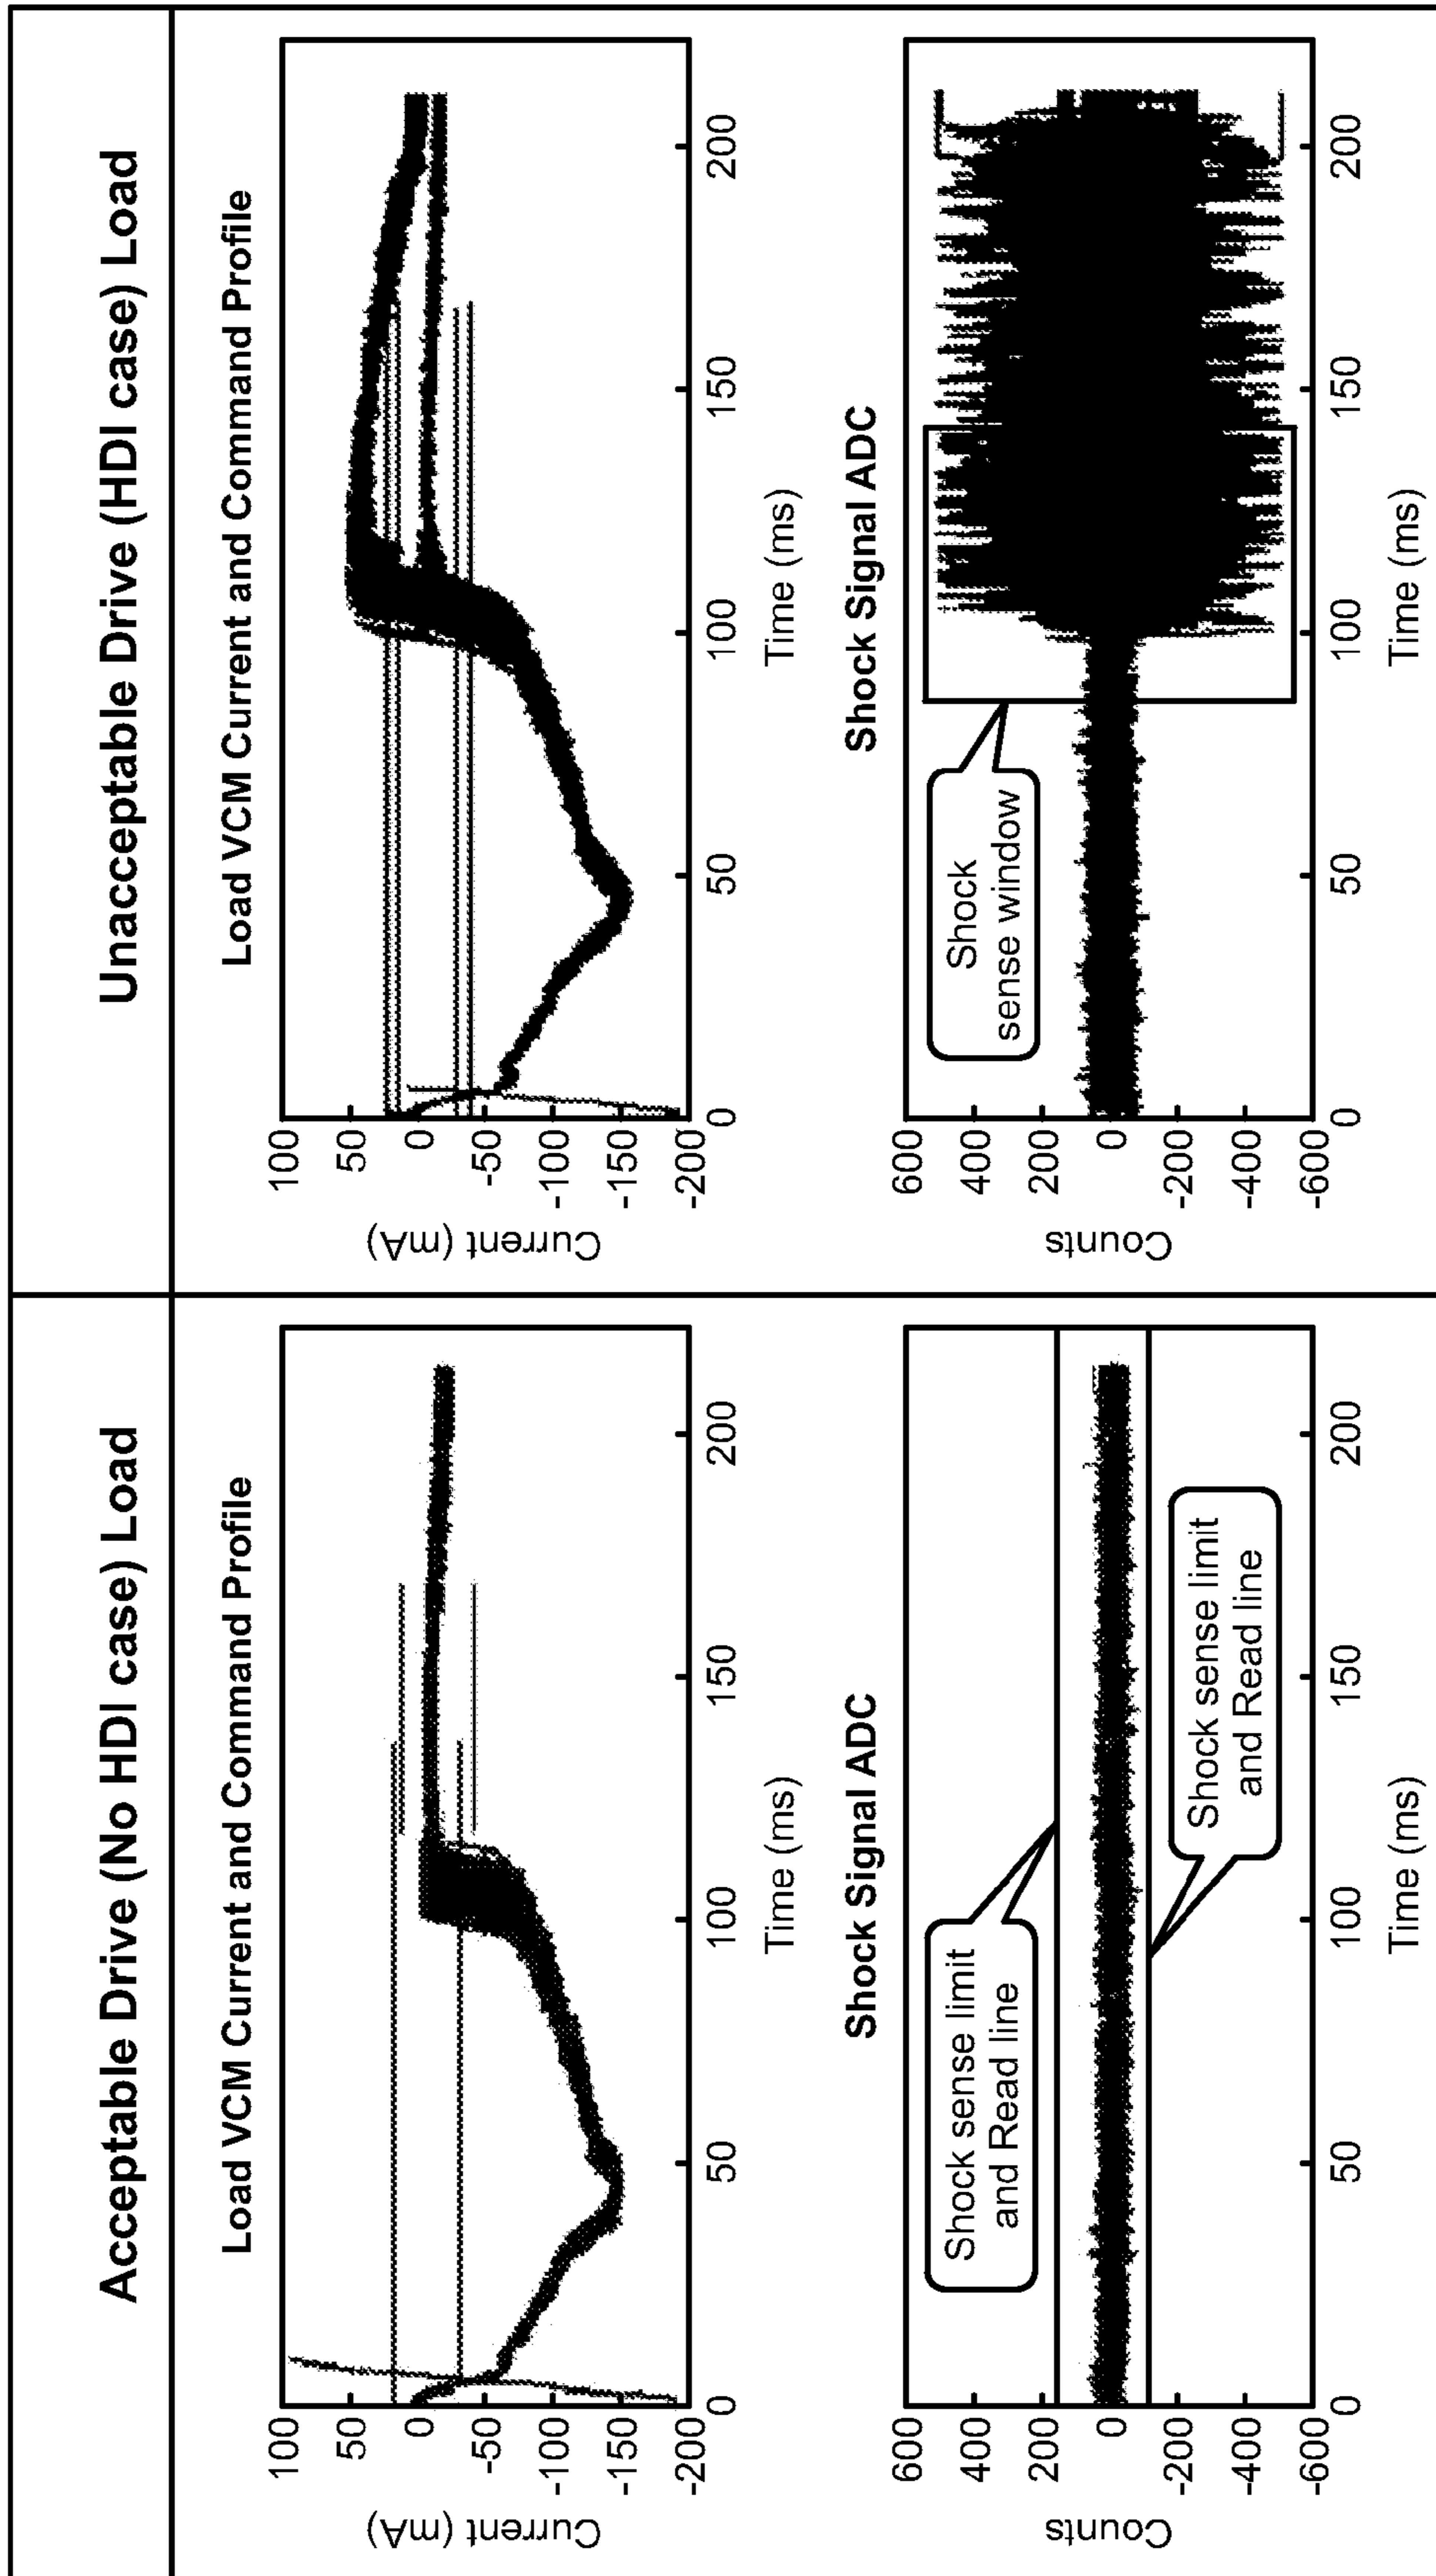 Acceptable Drive (No HDI case) Load
Load VCM Current and Command Profile
Current (mA)
100
50
0
-50
-100
-150
-200
0
50
100
150
200
Time (ms)
Shock Signal ADC
Counts
600
400
200
0
-200
-400
-600
Shock sense limit
and Read line
Shock sense limit
and Read line
0
50
100
150
200
Time (ms)
Unacceptable Drive (HDI case) Load
Load VCM Current and Command Profile
Current (mA)
100
50
0
-50
-100
-150
-200
0
50
100
150
200
Time (ms)
Shock Signal ADC
Counts
600
400
200
0
-200
-400
-600
Shock
sense window
0
50
100
150
200
Time (ms)